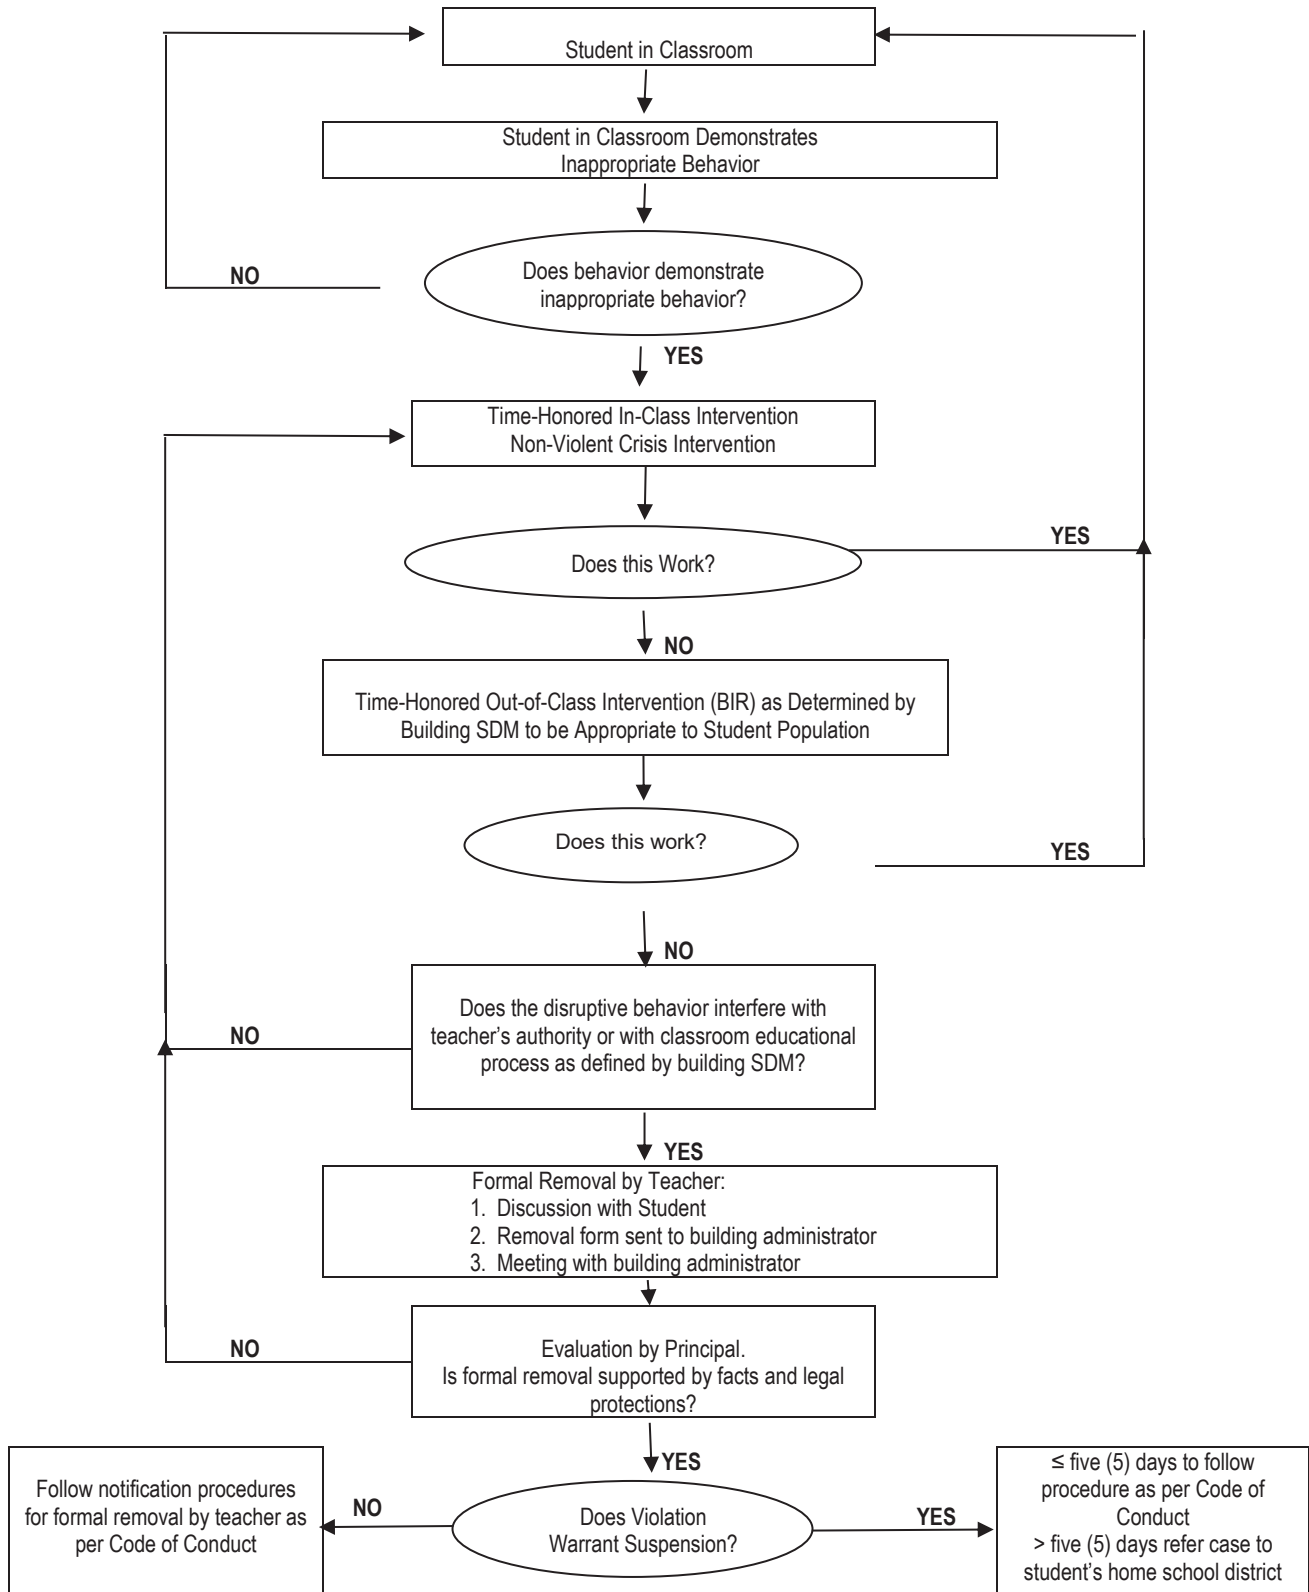 Student in Classroom
Student in Classroom Demonstrates
Inappropriate Behavior
Does behavior demonstrate
inappropriate behavior?
NO
YES
Time-Honored In-Class Intervention
Non-Violent Crisis Intervention
Does this Work?
YES
NO
Time-Honored Out-of-Class Intervention (BIR) as Determined by
Building SDM to be Appropriate to Student Population
Does this work?
YES
NO
Does the disruptive behavior interfere with
teacher's authority or with classroom educational
process as defined by building SDM?
NO
YES
Formal Removal by Teacher:
1. Discussion with Student
2. Removal form sent to building administrator
3. Meeting with building administrator
Evaluation by Principal.
Is formal removal supported by facts and legal
protections?
NO
YES
Does Violation
Warrant Suspension?
NO
Follow notification procedures
for formal removal by teacher as
per Code of Conduct
YES
≤ five (5) days to follow
procedure as per Code of
Conduct
> five (5) days refer case to
student's home school district